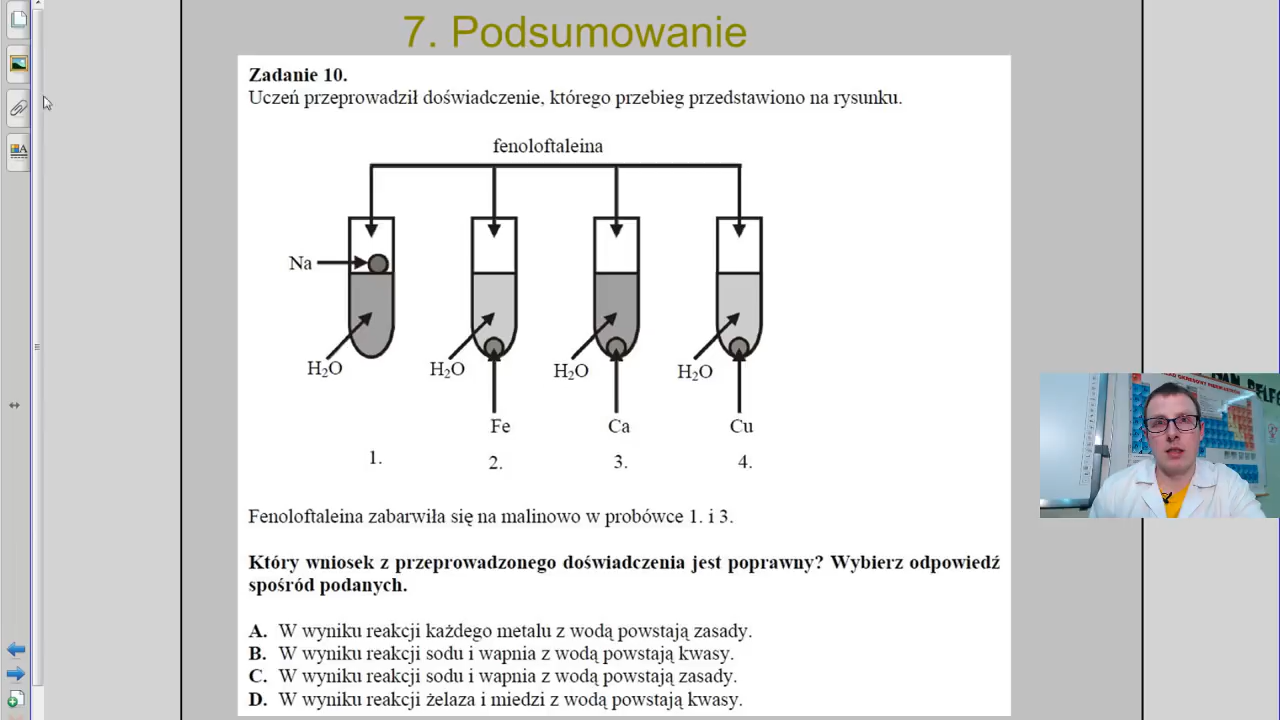 7. Podsumowanie
Zadanie 10.
Uczeń przeprowadził doświadczenie, którego przebieg przedstawiono na rysunku.
fenoloftaleina
Na
H₂O
H₂O
H₂O
H₂O
Fe
Ca
Cu
1.
2.
3.
4.
Fenoloftaleina zabarwiła się na malinowo w probówce 1. i 3.
Który wniosek z przeprowadzonego doświadczenia jest poprawny? Wybierz odpowiedź
spośród podanych.
A. W wyniku reakcji każdego metalu z wodą powstają zasady.
B. W wyniku reakcji sodu i wapnia z wodą powstają kwasy.
C. W wyniku reakcji sodu i wapnia z wodą powstają zasady.
D. W wyniku reakcji żelaza i miedzi z wodą powstają kwasy.